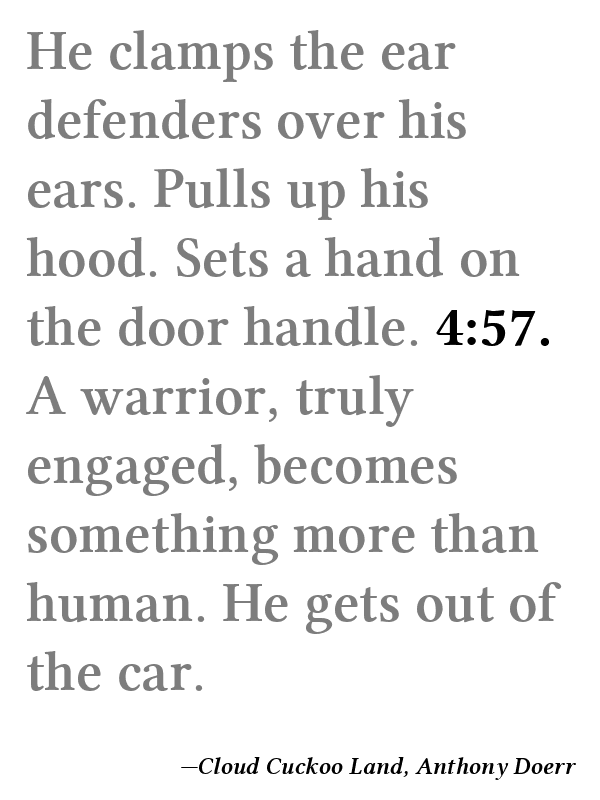 He clamps the ear
defenders over his
ears. Pulls up his
hood. Sets a hand on
the door handle. 4:57.
A warrior, truly
engaged, becomes
something more than
human. He gets out of
the car.
—Cloud Cuckoo Land, Anthony Doerr